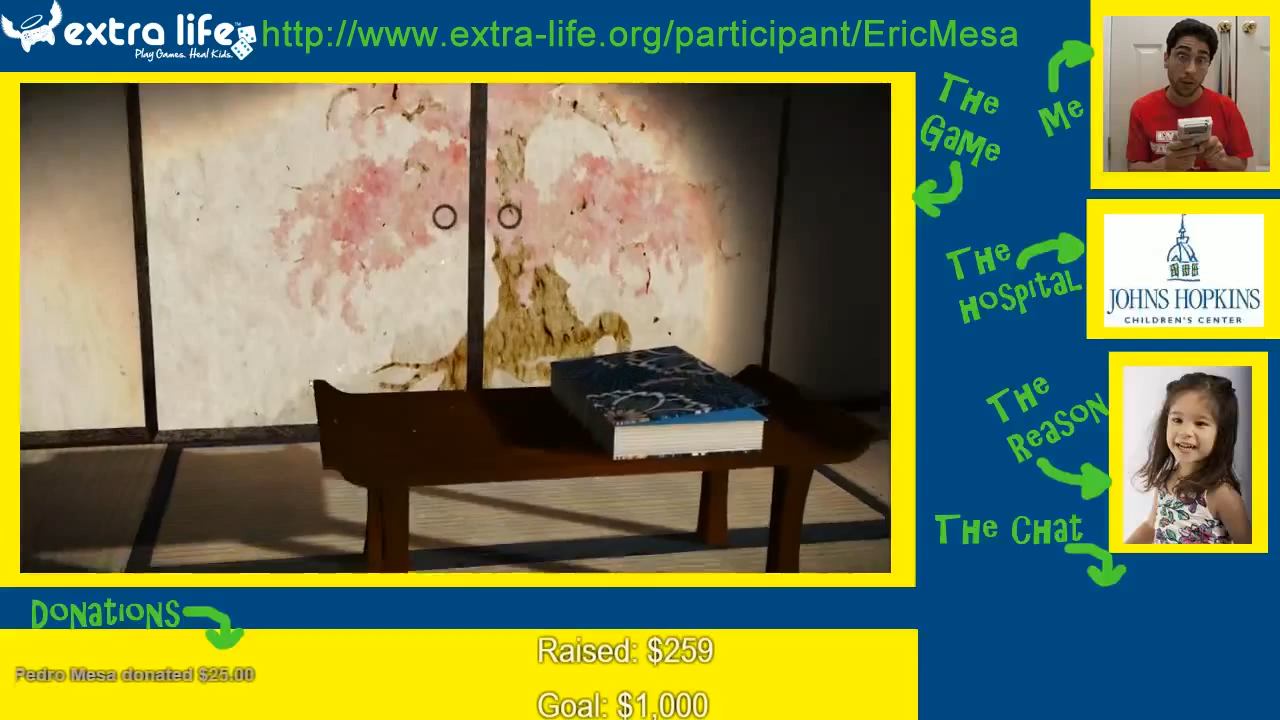 extra life
Play Games. Heal Kids.
http://www.extra-life.org/participant/EricMesa
Me
The
Game
The
Hospital
JOHNS HOPKINS
CHILDREN'S CENTER
The
Reason
The Chat
Donations
Pedro Mesa donated $25.00
Raised: $259
Goal: $1,000